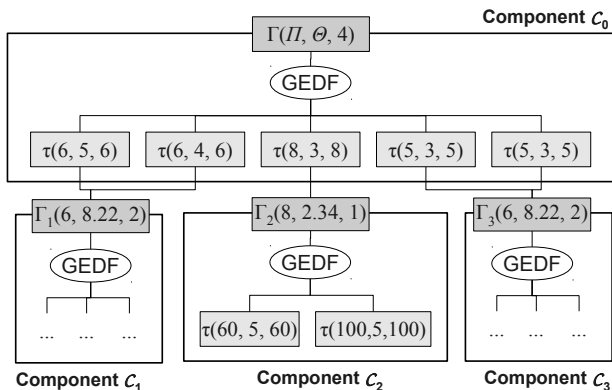 Component C₀
Γ(Π, Θ, 4)
GEDF
τ(6, 5, 6) τ(6, 4, 6) τ(8, 3, 8) τ(5, 3, 5) τ(5, 3, 5)
Γ₁(6, 8.22, 2) Γ₂(8, 2.34, 1) Γ₃(6, 8.22, 2)
GEDF GEDF GEDF
... ... ... τ(60, 5, 60) τ(100,5,100) ... ... ...
Component C₁ Component C₂ Component C₃